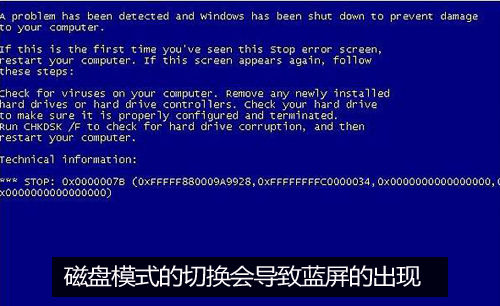 A problem has been detected and Windows has been shut down to prevent damage
to your computer.
If this is the first time you've seen this Stop error screen,
restart your computer. If this screen appears again, follow
these steps:
Check for viruses on your computer. Remove any newly installed
hard drives or hard drive controllers. Check your hard drive
to make sure it is properly configured and terminated.
Run CHKDSK /F to check for hard drive corruption, and then
restart your computer.
Technical information:
*** STOP: 0x0000007B (0xFFFFF880009A9928,0xFFFFFFFFC0000034,0x0000000000000000,0
x0000000000000000)
磁盘模式的切换会导致蓝屏的出现